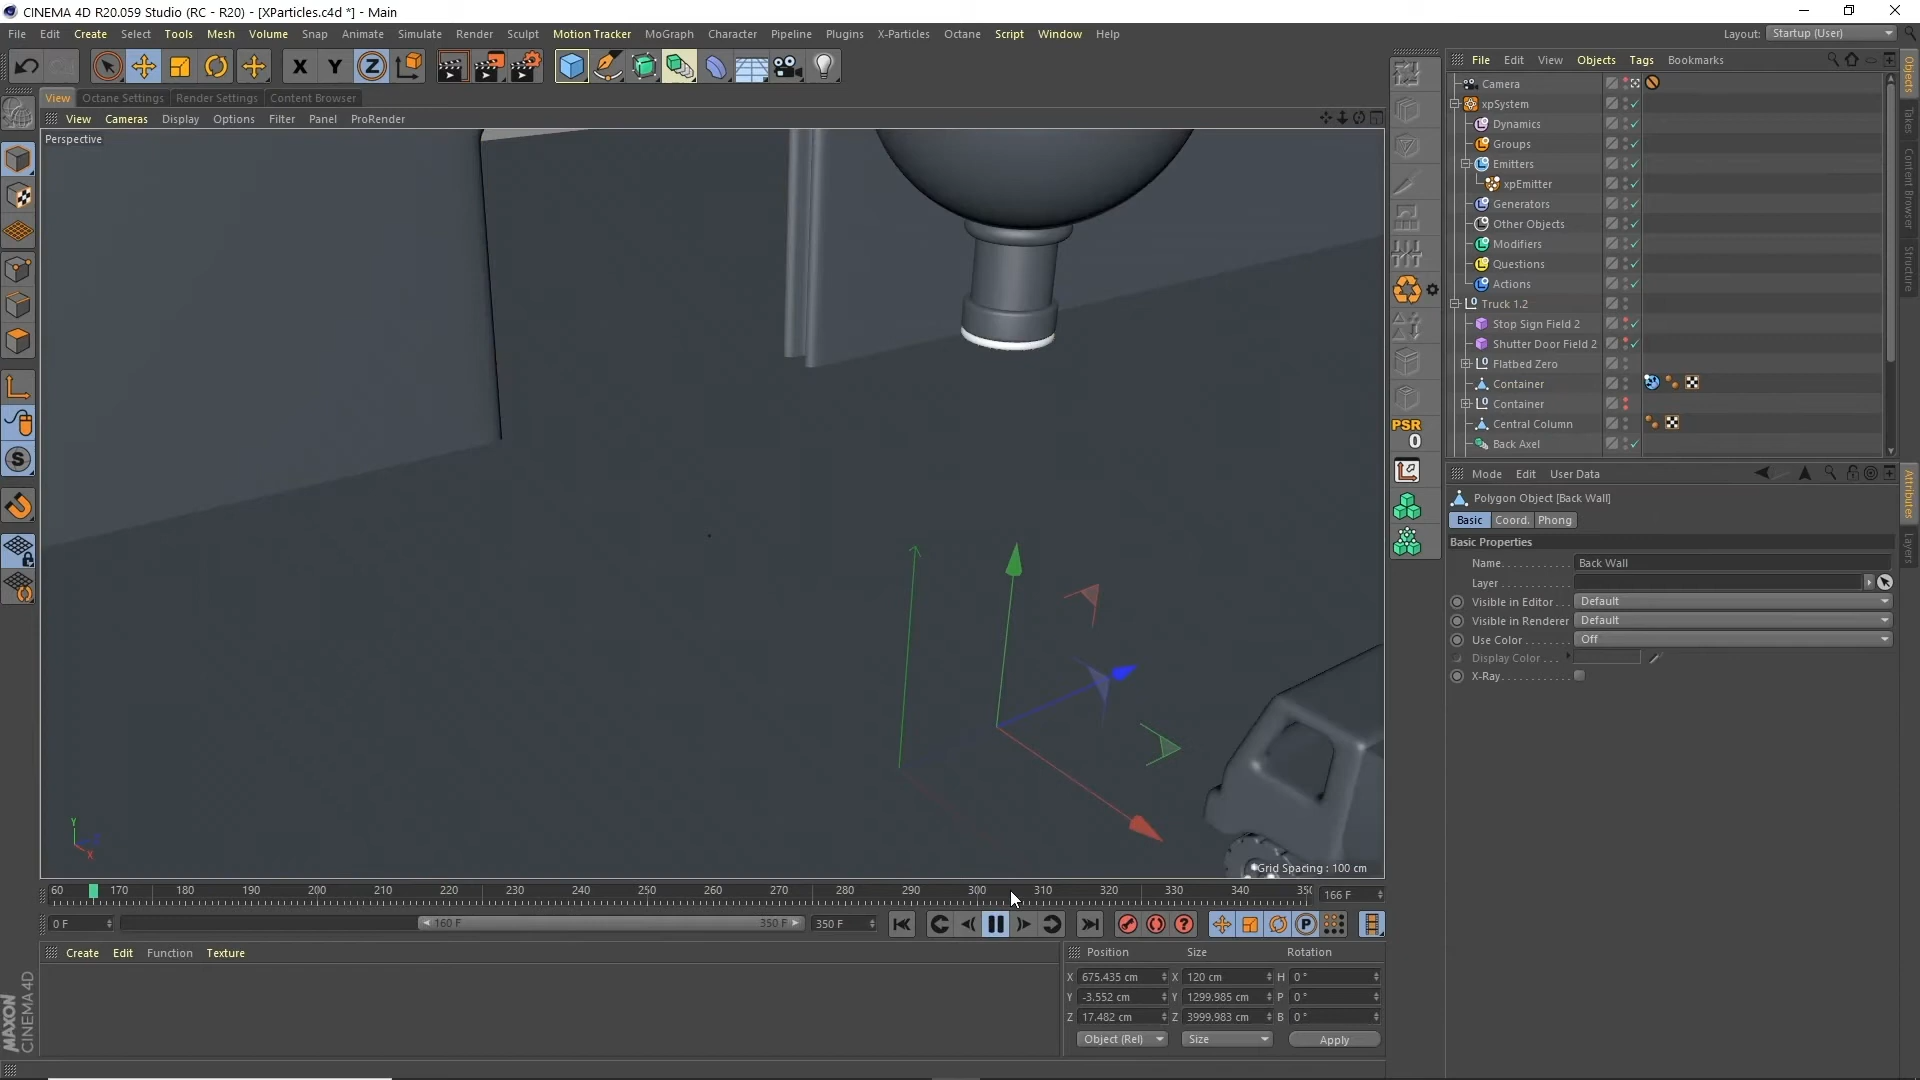 CINEMA 4D R20.059 Studio (RC - R20) - [XParticles.c4d *] - Main
File Edit Create Select Tools Mesh Volume Snap Animate Simulate Render Sculpt Motion Tracker MoGraph Character Pipeline Plugins X-Particles Octane Script Window Help Layout: Startup (User)
View Octane Settings Render Settings Content Browser
View Cameras Display Options Filter Panel ProRender
Perspective
Grid Spacing : 100 cm
X Y Z
PSR
0
File Edit View Objects Tags Bookmarks
Camera
xpSystem
Dynamics
Groups
Emitters
xpEmitter
Generators
Other Objects
Modifiers
Questions
Actions
Truck 1.2
Stop Sign Field 2
Shutter Door Field 2
Flatbed Zero
Container
Container
Central Column
Back Axel
Objects
Takes
Content Browser
Structure
Mode Edit User Data
Polygon Object [Back Wall]
Basic Coord. Phong
Basic Properties
Name Back Wall
Layer
Visible in Editor Default
Visible in Renderer Default
Use Color Off
Display Color
X-Ray
Attributes
Layers
60 170 180 190 200 210 220 230 240 250 260 270 280 290 300 310 320 330 340 350 166 F
0 F 160 F 350 F 350 F
Create Edit Function Texture
Position Size Rotation
X 675.435 cm X 120 cm H 0 °
Y -3.552 cm Y 1299.985 cm P 0 °
Z 17.482 cm Z 3999.983 cm B 0 °
Object (Rel) Size Apply
MAXON
CINEMA 4D